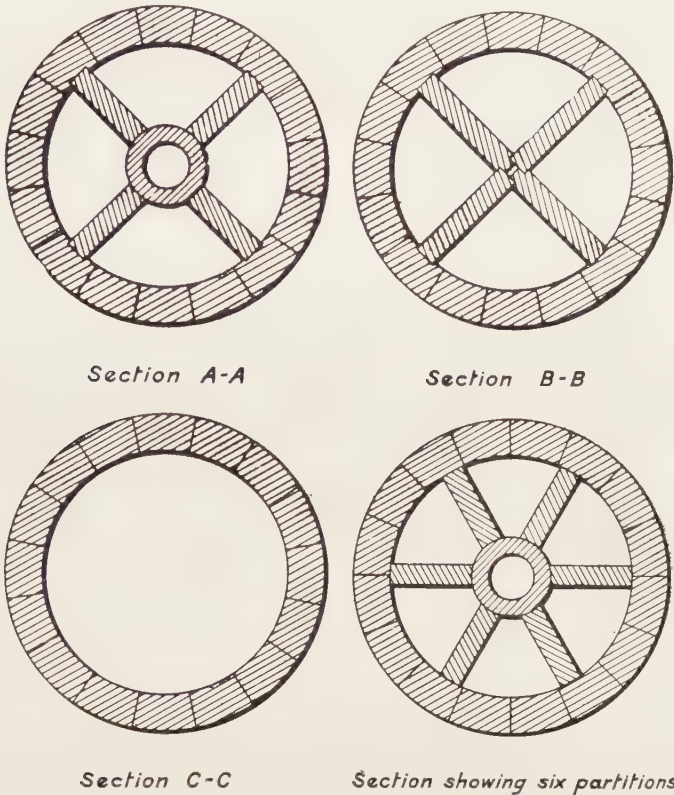 Section A-A
Section B-B
Section C-C
Section showing six partitions